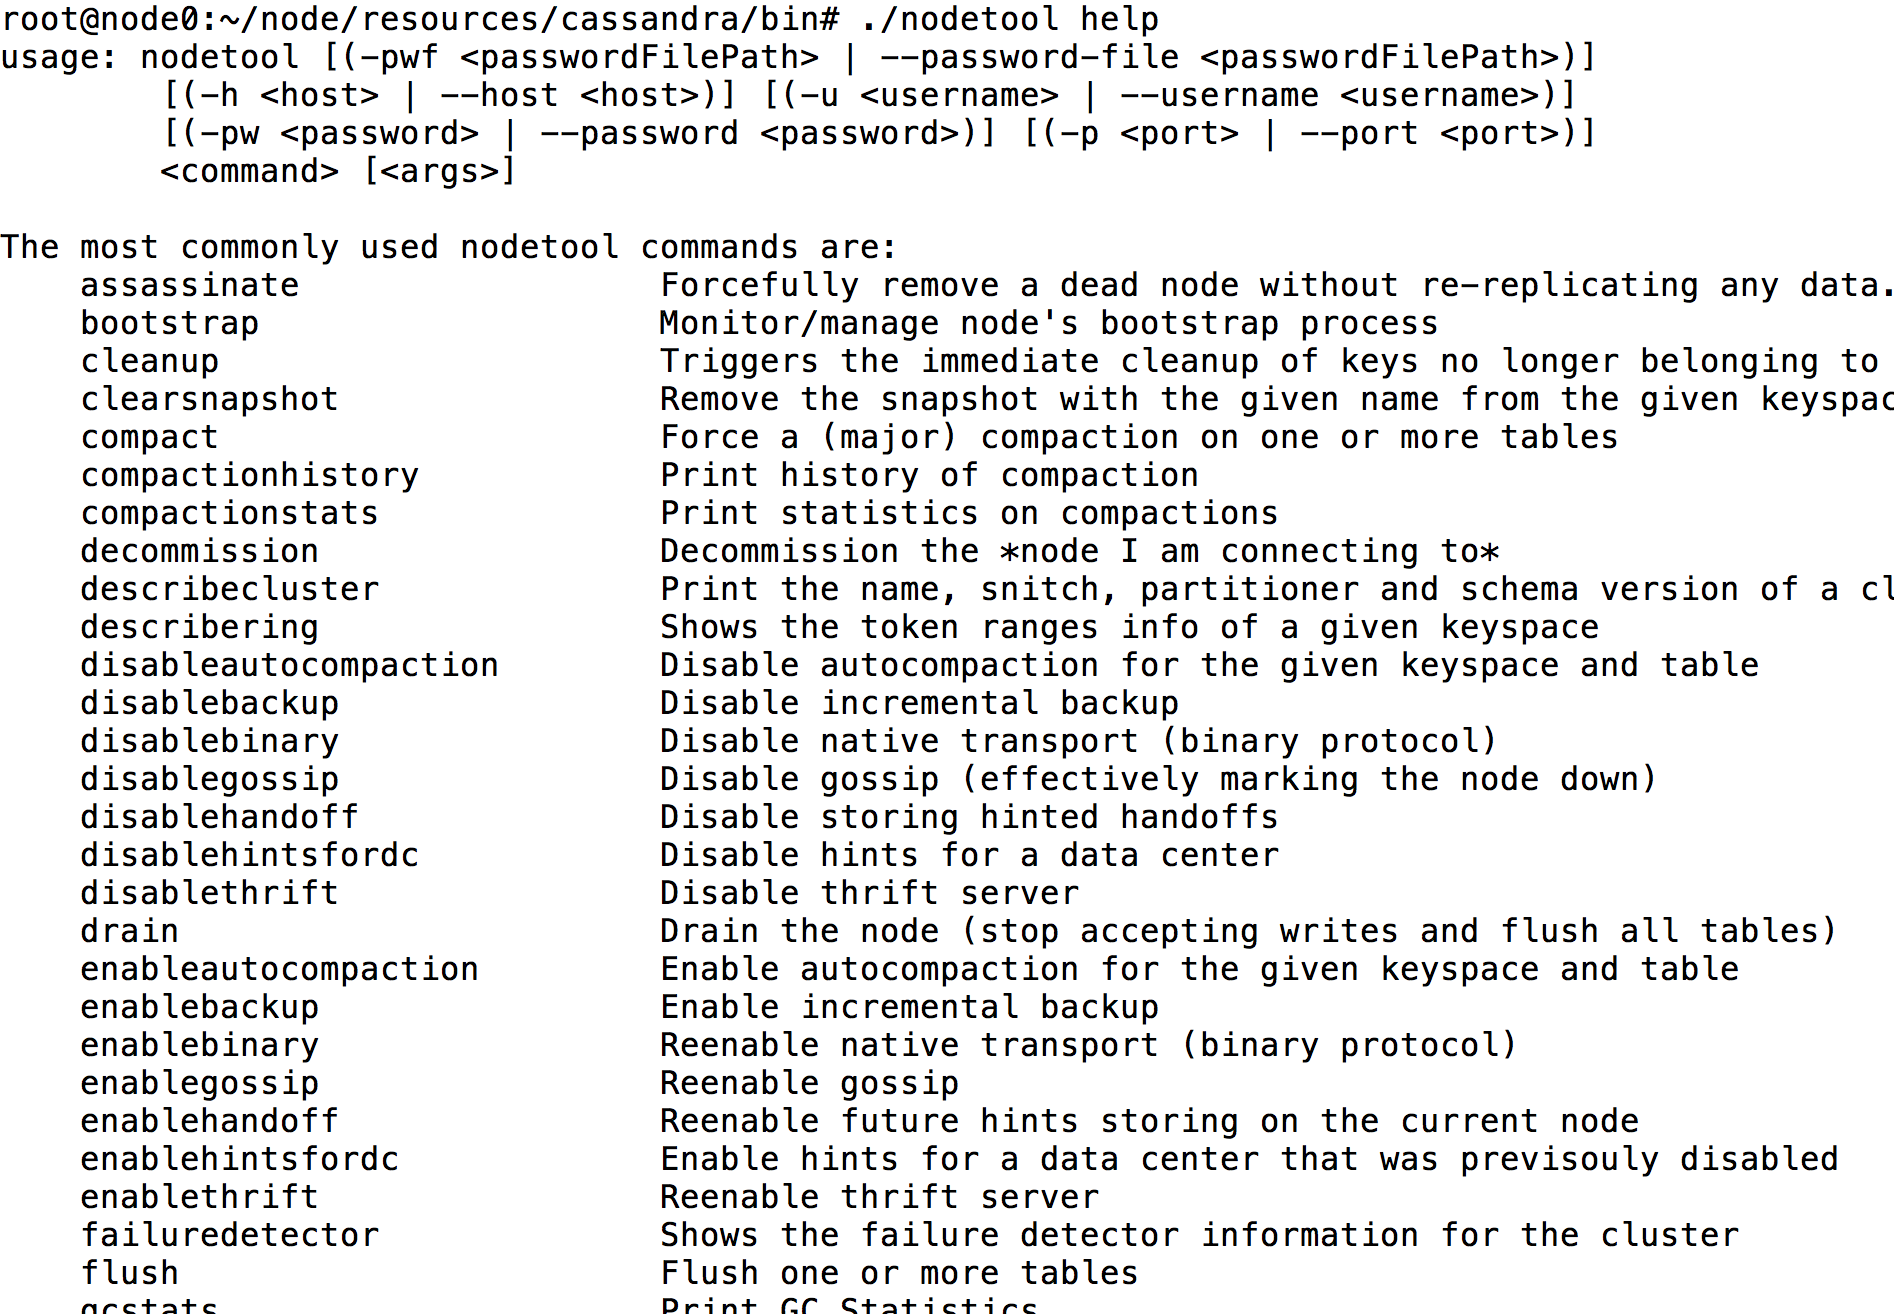 root@node0:~/node/resources/cassandra/bin# ./nodetool help
usage: nodetool [(-pwf <passwordFilePath> | --password-file <passwordFilePath>)]
        [(-h <host> | --host <host>)] [(-u <username> | --username <username>)]
        [(-pw <password> | --password <password>)] [(-p <port> | --port <port>)]
        <command> [<args>]

The most commonly used nodetool commands are:
    assassinate                  Forcefully remove a dead node without re-replicating any data.
    bootstrap                    Monitor/manage node's bootstrap process
    cleanup                      Triggers the immediate cleanup of keys no longer belonging to
    clearsnapshot                Remove the snapshot with the given name from the given keyspac
    compact                      Force a (major) compaction on one or more tables
    compactionhistory            Print history of compaction
    compactionstats              Print statistics on compactions
    decommission                 Decommission the *node I am connecting to*
    describecluster              Print the name, snitch, partitioner and schema version of a cl
    describering                 Shows the token ranges info of a given keyspace
    disableautocompaction        Disable autocompaction for the given keyspace and table
    disablebackup                Disable incremental backup
    disablebinary                Disable native transport (binary protocol)
    disablegossip                Disable gossip (effectively marking the node down)
    disablehandoff               Disable storing hinted handoffs
    disablehintsfordc            Disable hints for a data center
    disablethrift                Disable thrift server
    drain                        Drain the node (stop accepting writes and flush all tables)
    enableautocompaction         Enable autocompaction for the given keyspace and table
    enablebackup                 Enable incremental backup
    enablebinary                 Reenable native transport (binary protocol)
    enablegossip                 Reenable gossip
    enablehandoff                Reenable future hints storing on the current node
    enablehintsfordc             Enable hints for a data center that was previsouly disabled
    enablethrift                 Reenable thrift server
    failuredetector              Shows the failure detector information for the cluster
    flush                        Flush one or more tables
    gcstats                      Print GC Statistics